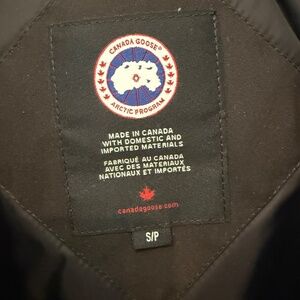 CANADA GOOSE
ARCTIC PROGRAM
MADE IN CANADA
WITH DOMESTIC AND
IMPORTED MATERIALS
FABRIQUÉ AU CANADA
AVEC DES MATERIAUX
NATIONAUX ET IMPORTÉS
canadagoose.com
S/P